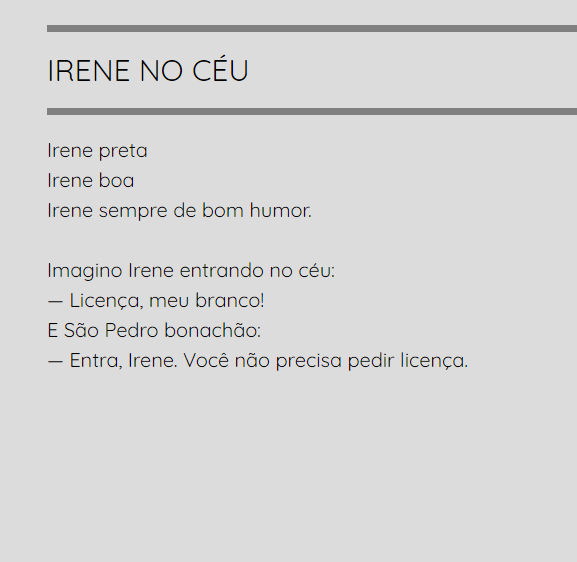 IRENE NO CÉU
Irene preta
Irene boa
Irene sempre de bom humor.
Imagino Irene entrando no céu:
— Licença, meu branco!
E São Pedro bonachão:
— Entra, Irene. Você não precisa pedir licença.